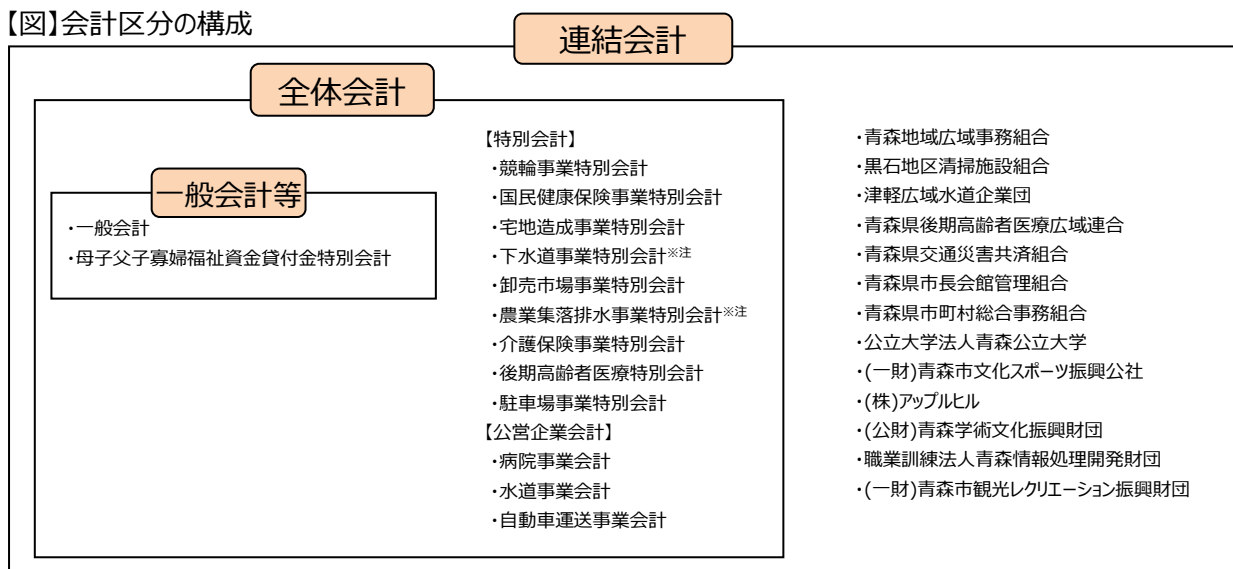 【図】会計区分の構成
連結会計
全体会計
一般会計等
・一般会計
・母子父子寡婦福祉資金貸付金特別会計
【特別会計】
・競輪事業特別会計
・国民健康保険事業特別会計
・宅地造成事業特別会計
・下水道事業特別会計※注
・卸売市場事業特別会計
・農業集落排水事業特別会計※注
・介護保険事業特別会計
・後期高齢者医療特別会計
・駐車場事業特別会計
【公営企業会計】
・病院事業会計
・水道事業会計
・自動車運送事業会計
・青森地域広域事務組合
・黒石地区清掃施設組合
・津軽広域水道企業団
・青森県後期高齢者医療広域連合
・青森県交通災害共済組合
・青森県市長会館管理組合
・青森県市町村総合事務組合
・公立大学法人青森公立大学
・(一財)青森市文化スポーツ振興公社
・(株)アップルヒル
・(公財)青森学術文化振興財団
・職業訓練法人青森情報処理開発財団
・(一財)青森市観光レクリエーション振興財団